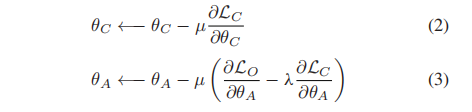 θ_C ⟵ θ_C − μ ∂ℒ_C/∂θ_C (2)
θ_A ⟵ θ_A − μ (∂ℒ_O/∂θ_A − λ ∂ℒ_C/∂θ_A) (3)